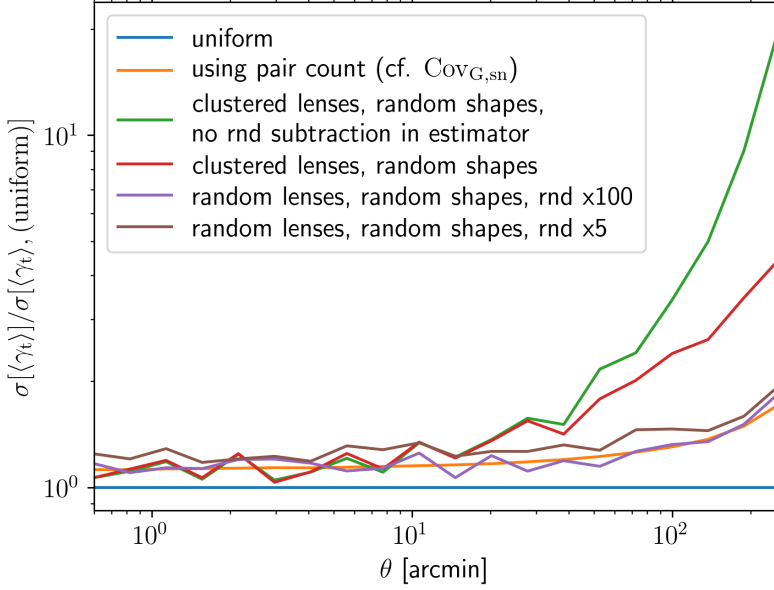 uniform
using pair count (cf. Cov_G,sn)
clustered lenses, random shapes,
no rnd subtraction in estimator
clustered lenses, random shapes
random lenses, random shapes, rnd x100
random lenses, random shapes, rnd x5
σ[⟨γ_t⟩]/σ[⟨γ_t⟩, (uniform)]
10^1
10^0
10^0 10^1 10^2
θ [arcmin]